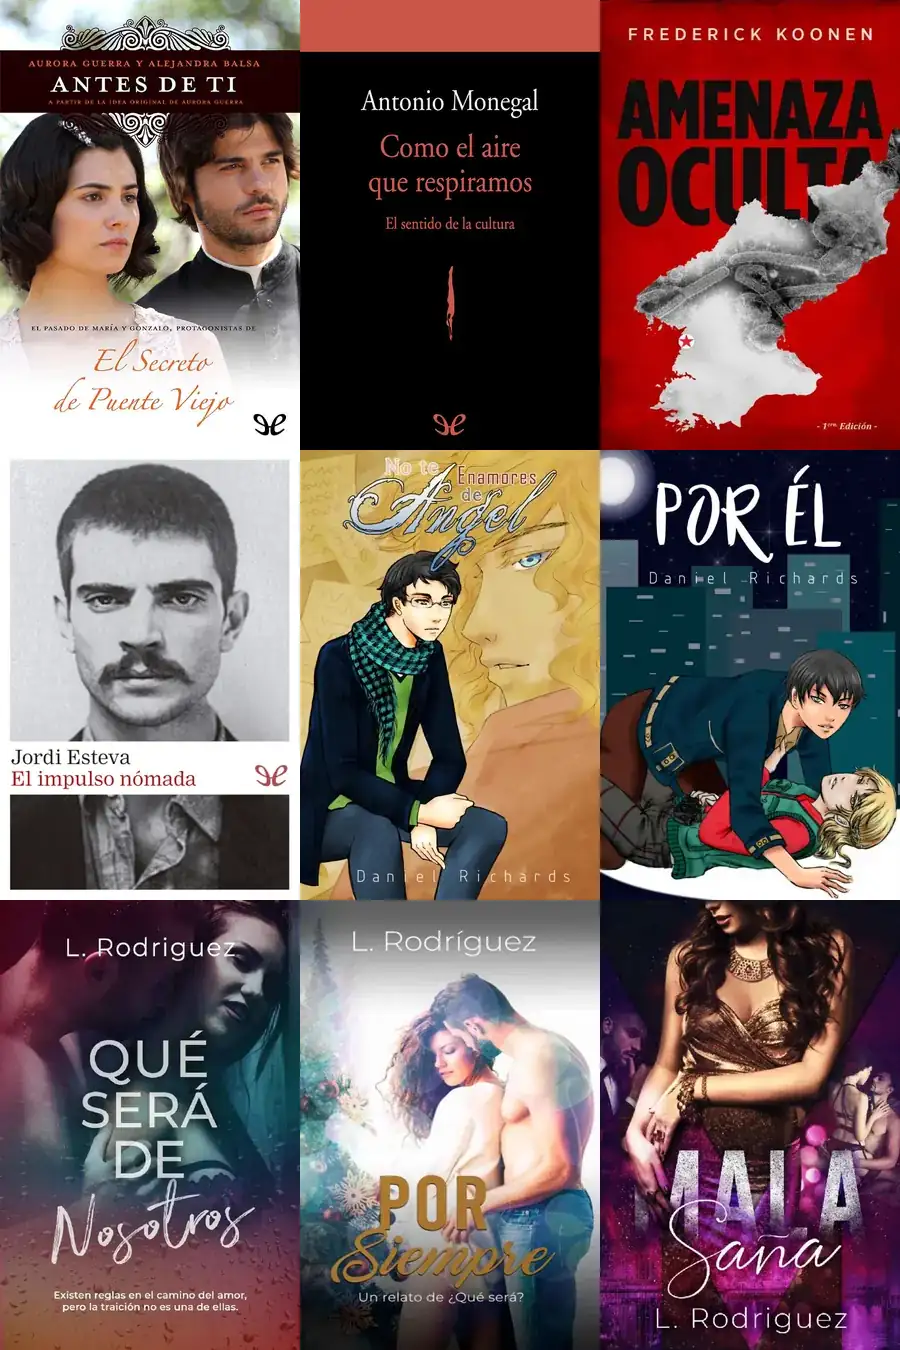 AURORA GUERRA Y ALEJANDRA BALSA
ANTES DE TI
A PARTIR DE LA IDEA ORIGINAL DE AURORA GUERRA
EL PASADO DE MARÍA Y GONZALO, PROTAGONISTAS DE
El Secreto
de Puente Viejo
Antonio Monegal
Como el aire
que respiramos
El sentido de la cultura
FREDERICK KOONEN
AMENAZA
OCULTA
- 1era. Edición -
Jordi Esteva
El impulso nómada
No te
Enamores
de
Angel
Daniel Richards
POR ÉL
Daniel Richards
L. Rodriguez
QUÉ
SERÁ
DE
Nosotros
Existen reglas en el camino del amor,
pero la traición no es una de ellas.
L. Rodríguez
POR
Siempre
Un relato de ¿Qué será?
MALA
Saña
L. Rodriguez